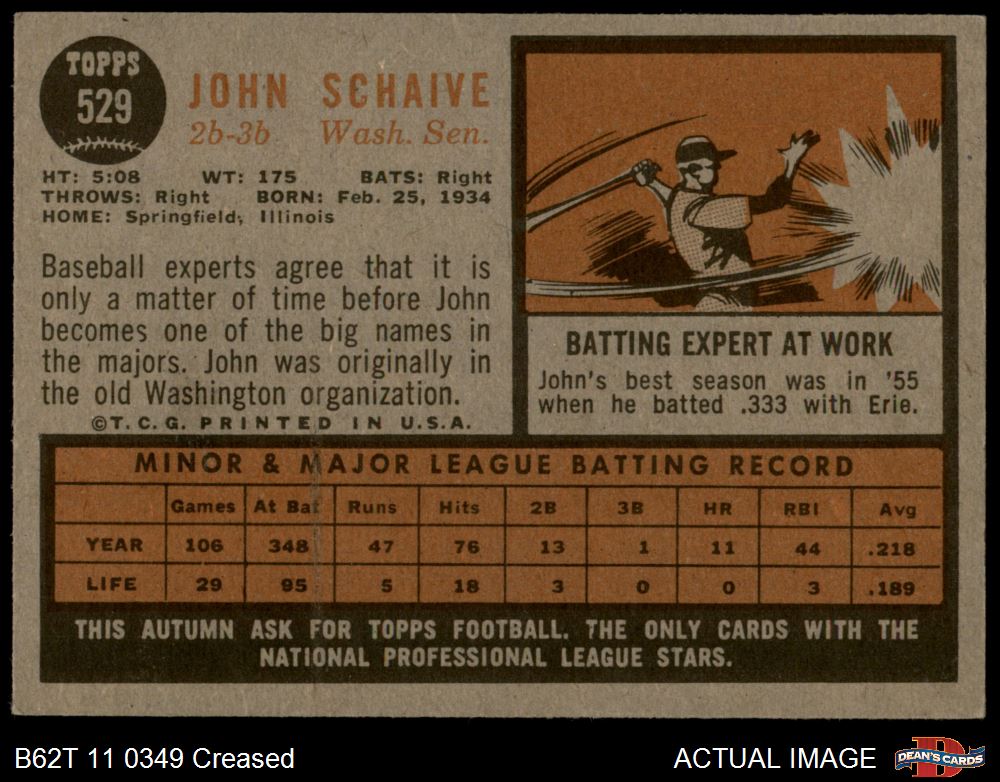 TOPPS
529
JOHN SCHAIVE
2b-3b Wash. Sen.
HT: 5:08 WT: 175 BATS: Right
THROWS: Right BORN: Feb. 25, 1934
HOME: Springfield, Illinois
Baseball experts agree that it is
only a matter of time before John
becomes one of the big names in
the majors. John was originally in
the old Washington organization.
©T.C.G. PRINTED IN U.S.A.
BATTING EXPERT AT WORK
John's best season was in '55
when he batted .333 with Erie.
MINOR & MAJOR LEAGUE BATTING RECORD
Games At Bat Runs Hits 2B 3B HR RBI Avg
YEAR 106 348 47 76 13 1 11 44 .218
LIFE 29 95 5 18 3 0 0 3 .189
THIS AUTUMN ASK FOR TOPPS FOOTBALL. THE ONLY CARDS WITH THE
NATIONAL PROFESSIONAL LEAGUE STARS.
B62T 11 0349 Creased
ACTUAL IMAGE
D
DEAN'S CARDS